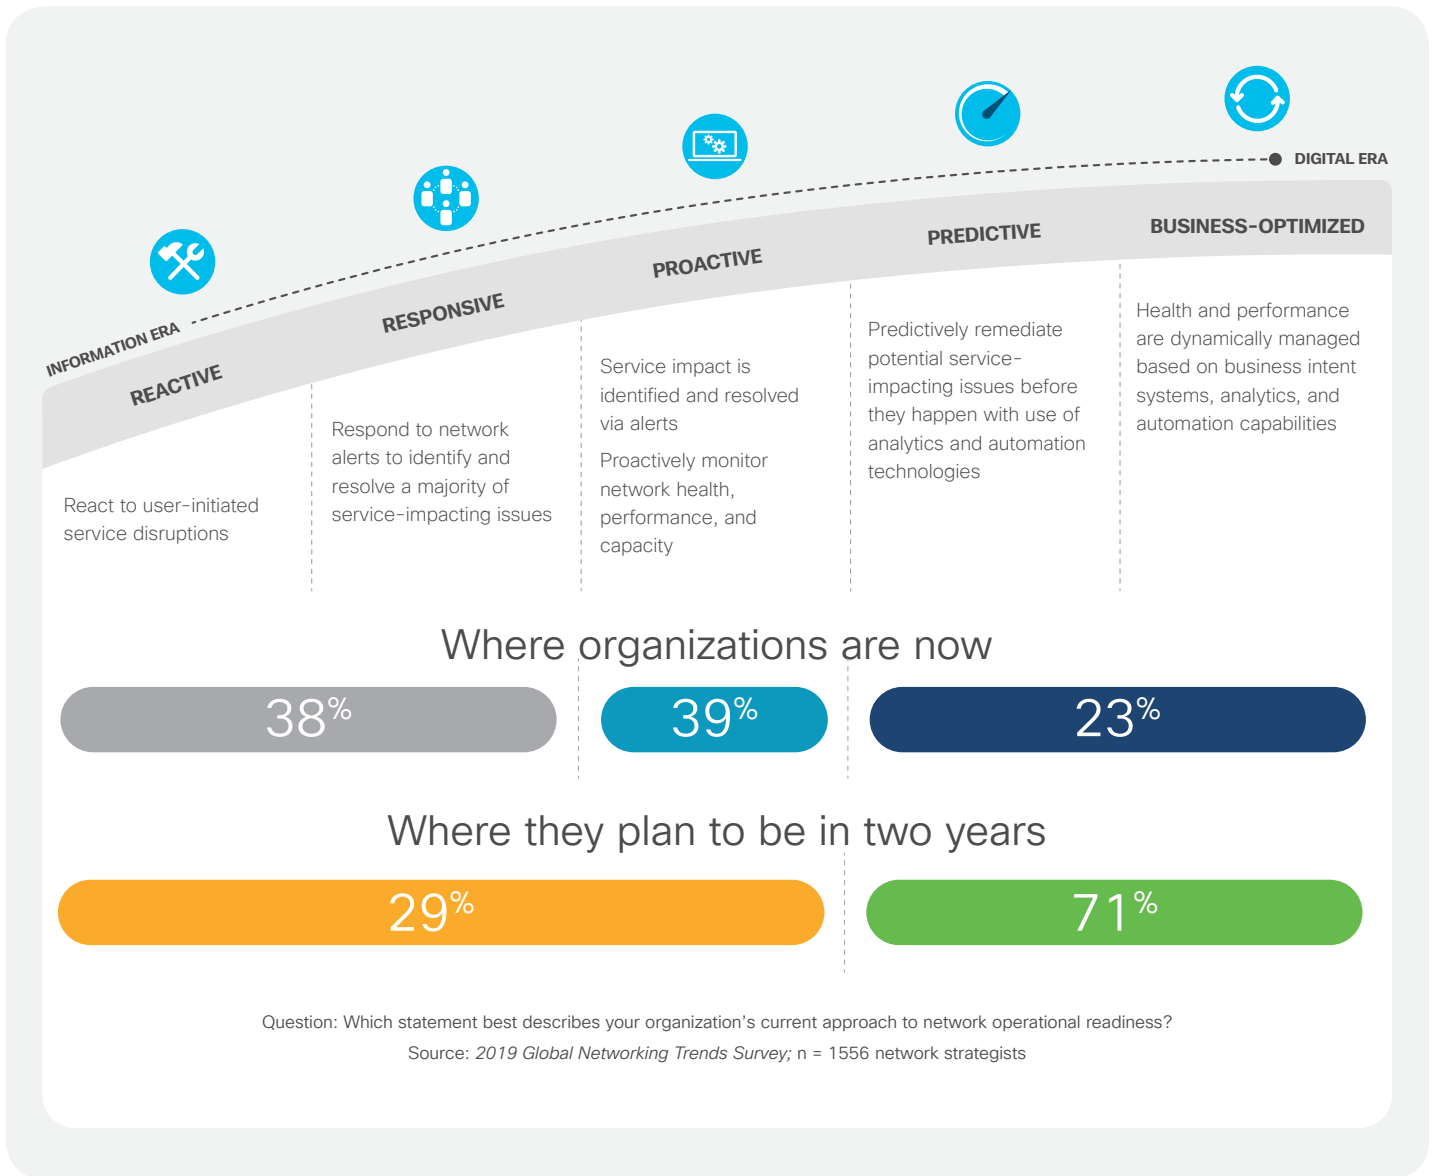 DIGITAL ERA
INFORMATION ERA
REACTIVE
RESPONSIVE
PROACTIVE
PREDICTIVE
BUSINESS-OPTIMIZED
React to user-initiated
service disruptions
Respond to network
alerts to identify and
resolve a majority of
service-impacting issues
Service impact is
identified and resolved
via alerts
Proactively monitor
network health,
performance, and
capacity
Predictively remediate
potential service-
impacting issues before
they happen with use of
analytics and automation
technologies
Health and performance
are dynamically managed
based on business intent
systems, analytics, and
automation capabilities
Where organizations are now
38%
39%
23%
Where they plan to be in two years
29%
71%
Question: Which statement best describes your organization’s current approach to network operational readiness?
Source: 2019 Global Networking Trends Survey; n = 1556 network strategists